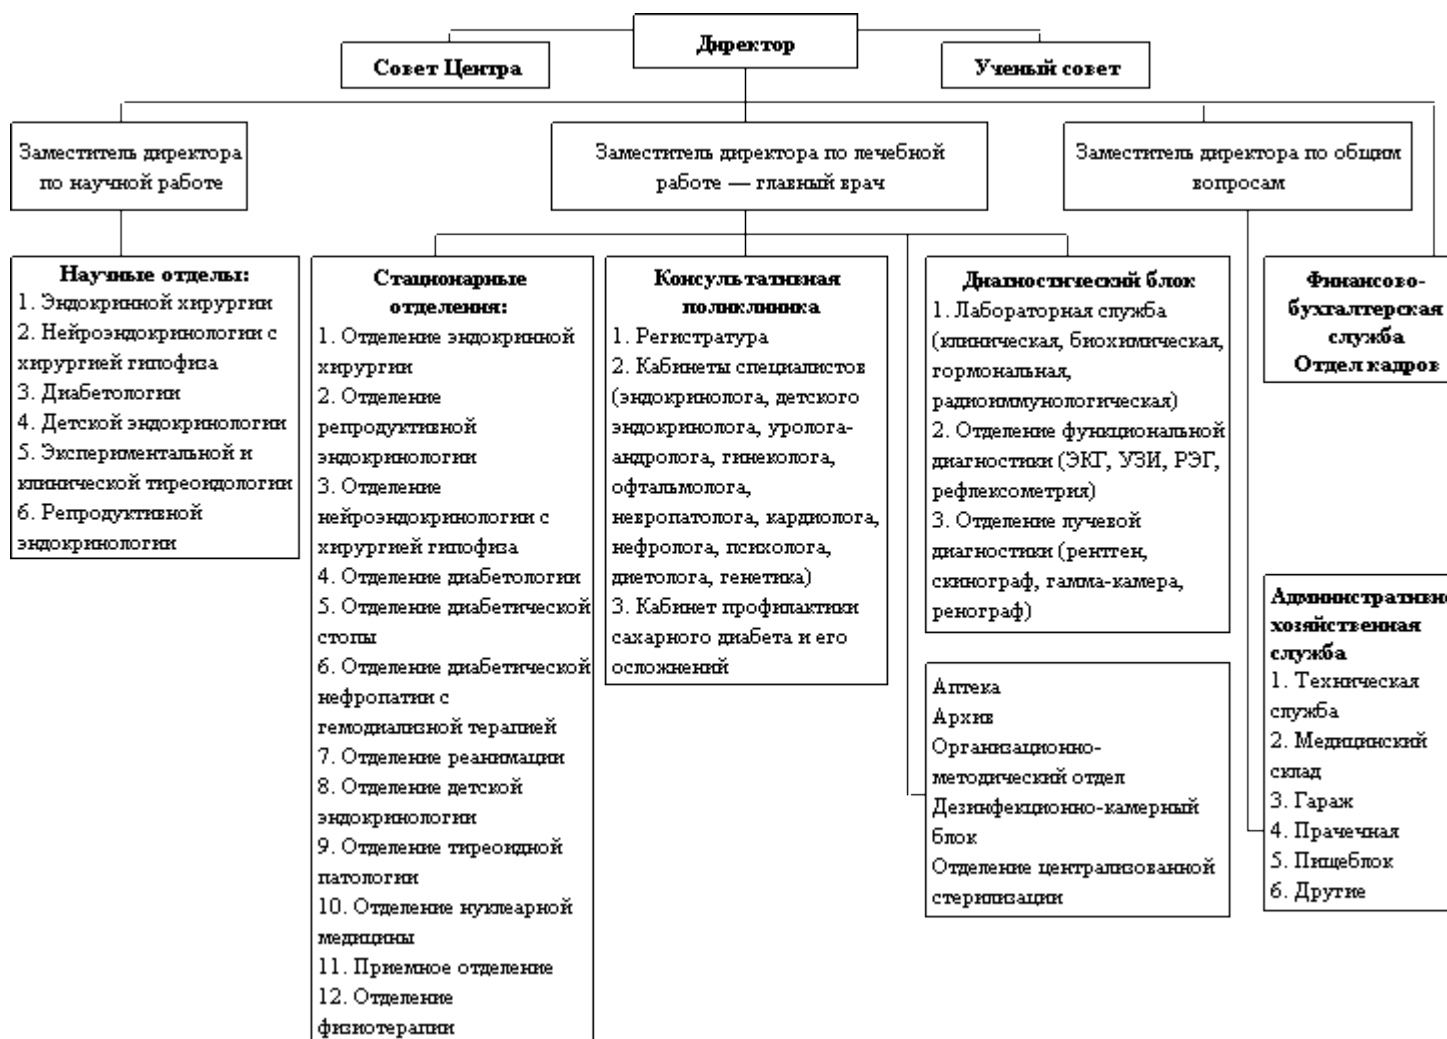 Директор
Совет Центра
Ученый совет
Заместитель директора
по научной работе
Заместитель директора по лечебной
работе — главный врач
Заместитель директора по общим
вопросам
Научные отделы:
1. Эндокринной хирургии
2. Нейроэндокринологии с
хирургией гипофиза
3. Диабетологии
4. Детской эндокринологии
5. Экспериментальной и
клинической тиреоидологии
6. Репродуктивной
эндокринологии
Стационарные
отделения:
1. Отделение эндокринной
хирургии
2. Отделение
репродуктивной
эндокринологии
3. Отделение
нейроэндокринологии с
хирургией гипофиза
4. Отделение диабетологии
5. Отделение диабетической
стопы
6. Отделение диабетической
нефропатии с
гемодиализной терапией
7. Отделение реанимации
8. Отделение детской
эндокринологии
9. Отделение тиреоидной
патологии
10. Отделение нуклеарной
медицины
11. Приемное отделение
12. Отделение
физиотерапии
Консультативная
поликлиника
1. Регистратура
2. Кабинеты специалистов
(эндокринолога, детского
эндокринолога, уролога-
андролога, гинеколога,
офтальмолога,
невропатолога, кардиолога,
нефролога, психолога,
диетолога, генетика)
3. Кабинет профилактики
сахарного диабета и его
осложнений
Диагностический блок
1. Лабораторная служба
(клиническая, биохимическая,
гормональная,
радиоиммунологическая)
2. Отделение функциональной
диагностики (ЭКГ, УЗИ, РЭГ,
рефлексометрия)
3. Отделение лучевой
диагностики (рентген,
скинограф, гамма-камера,
ренограф)
Аптека
Архив
Организационно-
методический отдел
Дезинфекционно-камерный
блок
Отделение централизованной
стерилизации
Финансово-
бухгалтерская
служба
Отдел кадров
Административно
хозяйственная
служба
1. Техническая
служба
2. Медицинский
склад
3. Гараж
4. Прачечная
5. Пищеблок
6. Другие